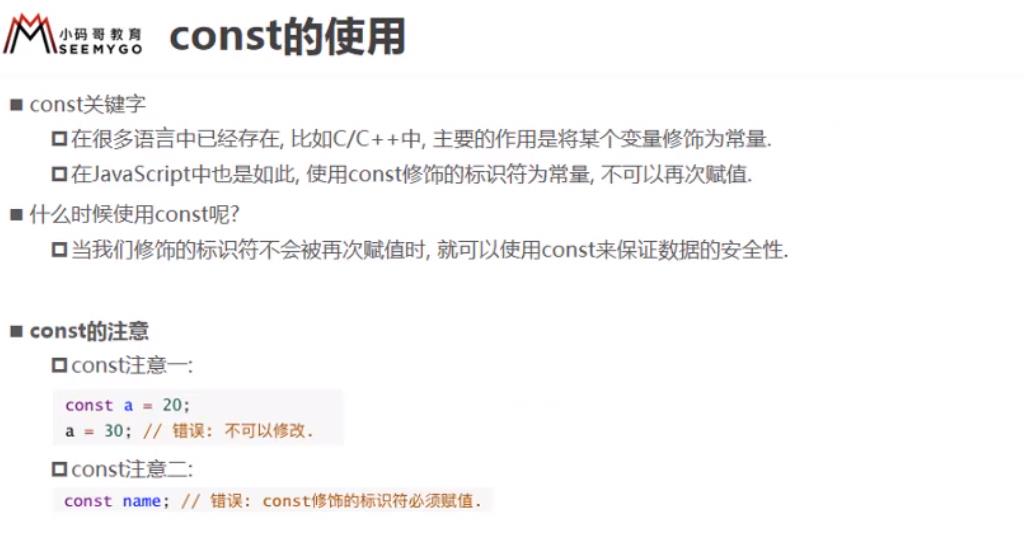 小码哥教育
SEEMYGO
const的使用
const关键字
在很多语言中已经存在, 比如C/C++中, 主要的作用是将某个变量修饰为常量.
在JavaScript中也是如此, 使用const修饰的标识符为常量, 不可以再次赋值.
什么时候使用const呢?
当我们修饰的标识符不会被再次赋值时, 就可以使用const来保证数据的安全性.
const的注意
const注意一:
const a = 20;
a = 30; // 错误: 不可以修改.
const注意二:
const name; // 错误: const修饰的标识符必须赋值.